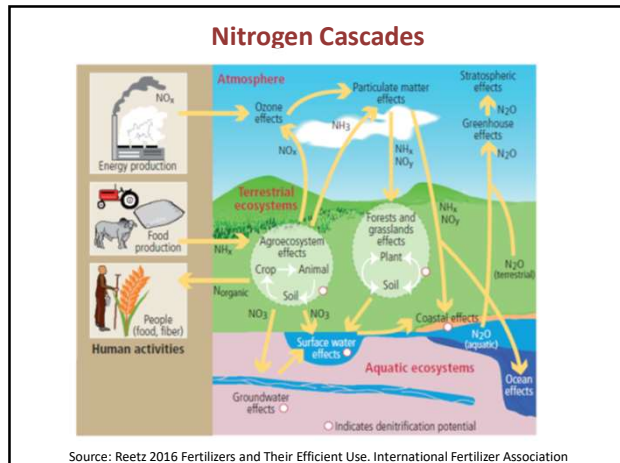 Nitrogen Cascades
Atmosphere
Particulate matter
effects
Stratospheric
effects
NOx
Ozone
effects
N2O
Greenhouse
effects
NH3
NOx
NHx
NOy
N2O
Energy production
Terrestrial
ecosystems
Forests and
grasslands
effects
NHx
NOy
Food
production
NHx
Agroecosystem
effects
Plant
Crop
Animal
Soil
Soil
N2O
(terrestrial)
Norganic
NO3
NO3
People
(food, fiber)
Human activities
Surface water
effects
Coastal effects
N2O
(aquatic)
Aquatic ecosystems
Ocean
effects
Groundwater
effects
Indicates denitrification potential
Source: Reetz 2016 Fertilizers and Their Efficient Use. International Fertilizer Association